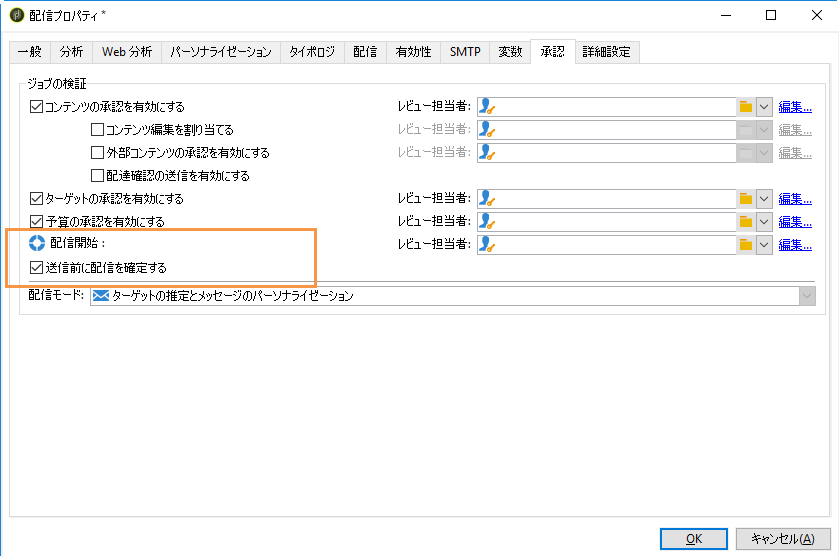 配信プロパティ *
一般 分析 Web 分析 パーソナライゼーション タイポロジ 配信 有効性 SMTP 変数 承認 詳細設定
ジョブの検証
コンテンツの承認を有効にする レビュー担当者: 編集...
コンテンツ編集を割り当てる レビュー担当者: 編集...
外部コンテンツの承認を有効にする レビュー担当者: 編集...
配達確認の送信を有効にする
ターゲットの承認を有効にする レビュー担当者: 編集...
予算の承認を有効にする レビュー担当者: 編集...
配信開始 : レビュー担当者: 編集...
送信前に配信を確定する
配信モード: ターゲットの推定とメッセージのパーソナライゼーション
OK キャンセル(A)